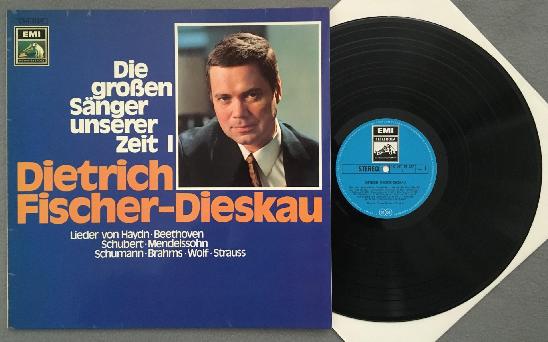 EMI
Die
großen
Sänger
unserer
Zeit I
Dietrich
Fischer-Dieskau
Lieder von Haydn · Beethoven
Schubert · Mendelssohn
Schumann · Brahms · Wolf · Strauss
EMI
STEREO